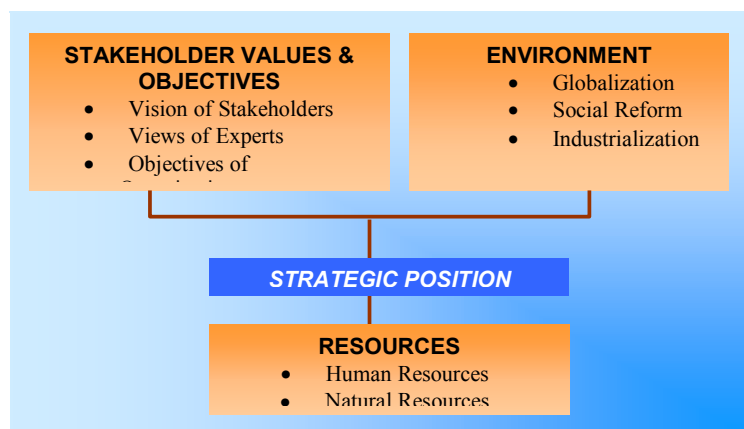 STAKEHOLDER VALUES &
OBJECTIVES
• Vision of Stakeholders
• Views of Experts
• Objectives of
ENVIRONMENT
• Globalization
• Social Reform
• Industrialization
STRATEGIC POSITION
RESOURCES
• Human Resources
• Natural Resources